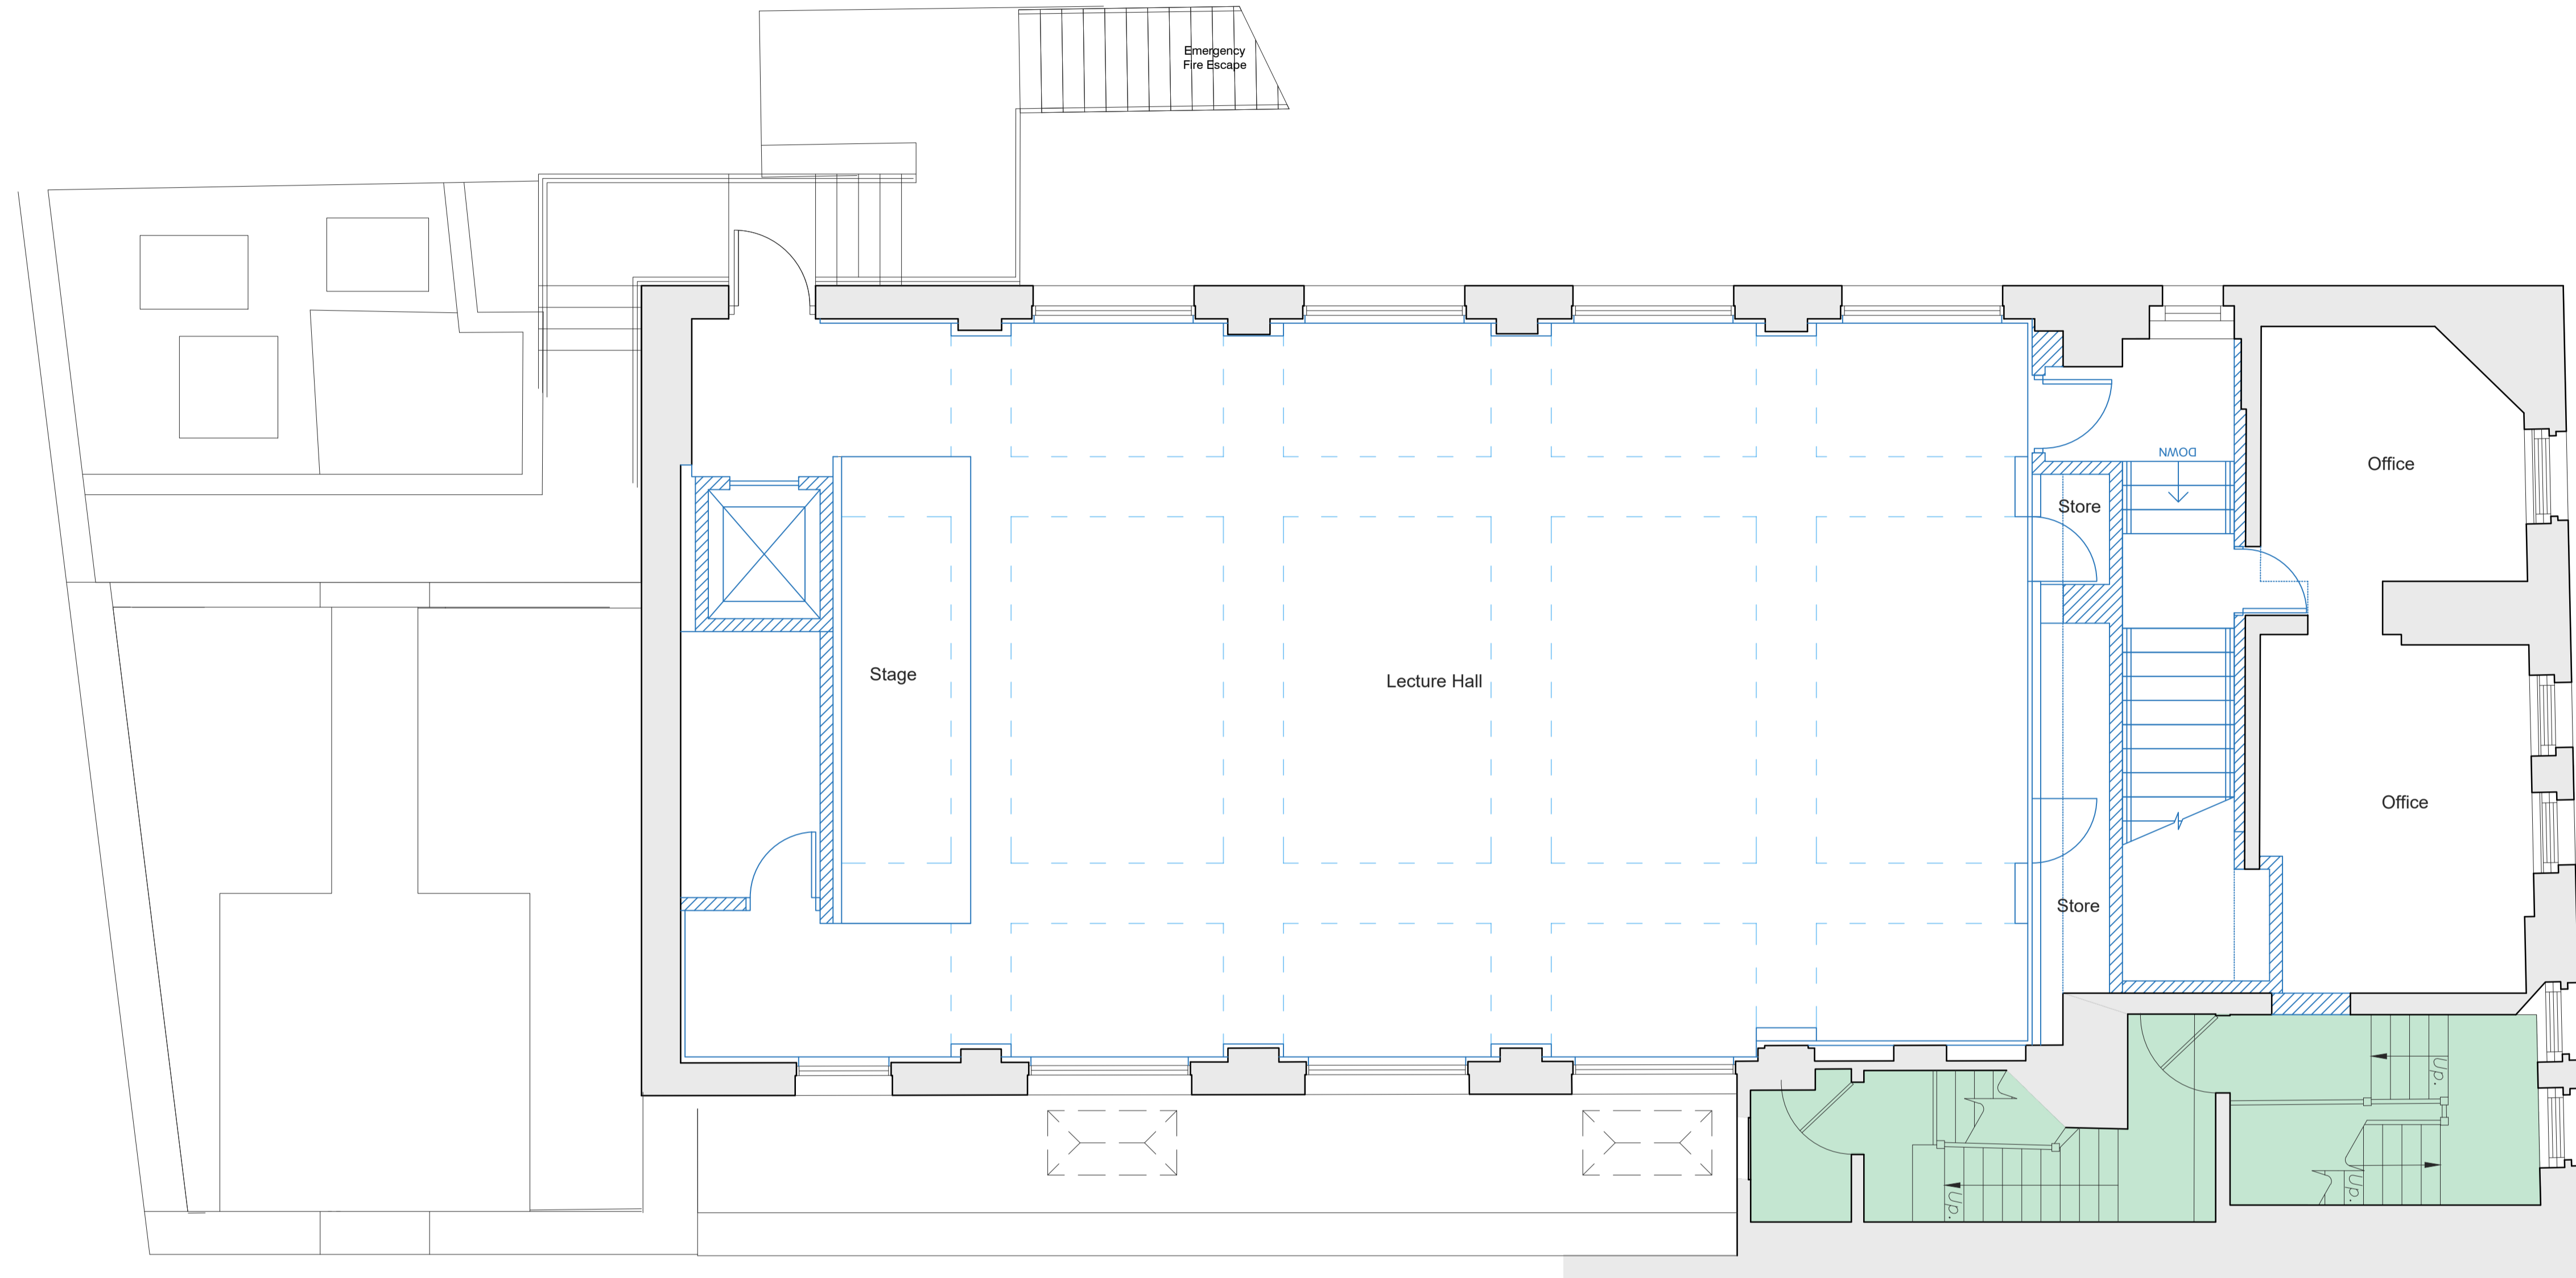 Emergency
Fire Escape
DOWN
Office
Store
Stage
Lecture Hall
Office
Store
up.
up.
up.